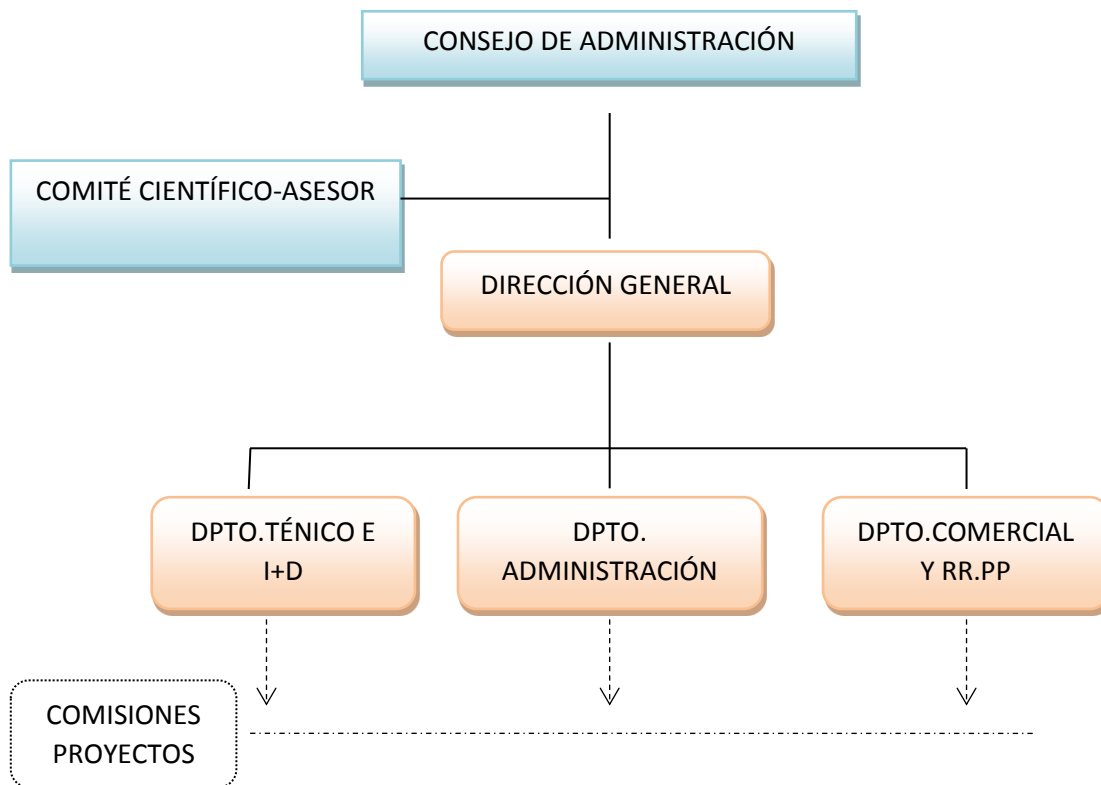 CONSEJO DE ADMINISTRACIÓN
COMITÉ CIENTÍFICO-ASESOR
DIRECCIÓN GENERAL
DPTO.TÉNICO E
I+D
DPTO.
ADMINISTRACIÓN
DPTO.COMERCIAL
Y RR.PP
COMISIONES
PROYECTOS